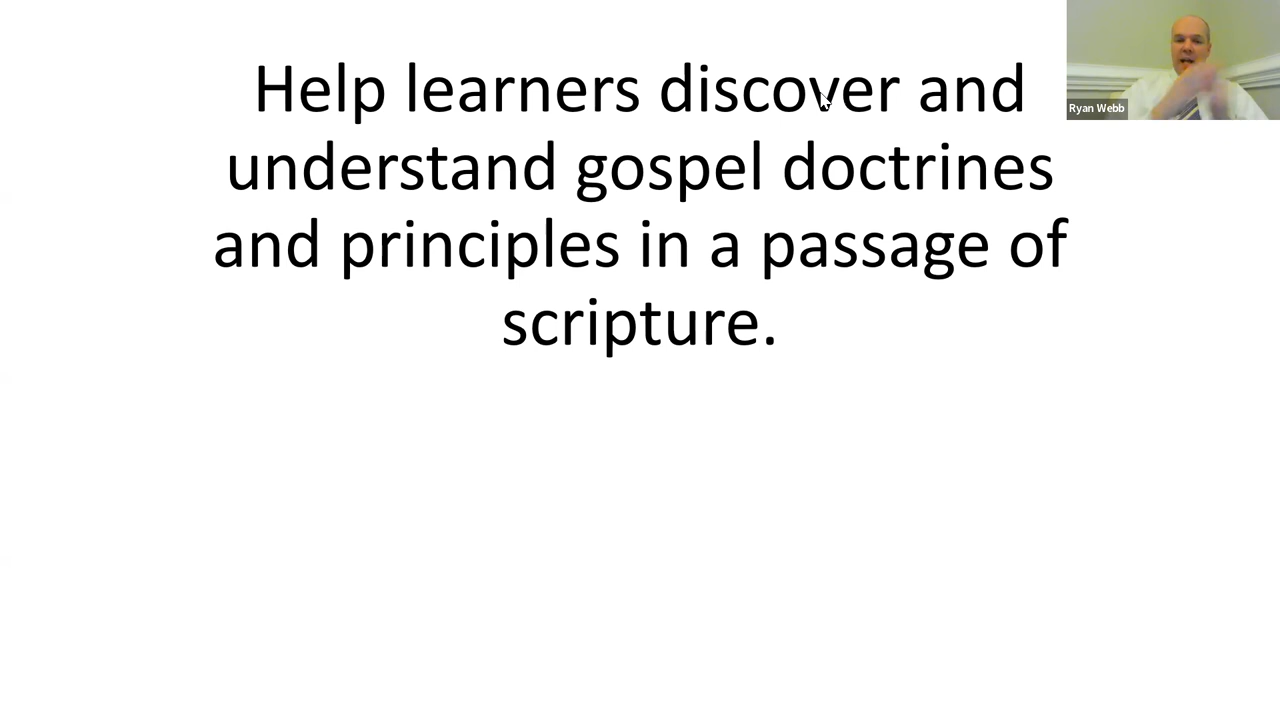 Help learners discover and
understand gospel doctrines
and principles in a passage of
scripture.
Ryan Webb